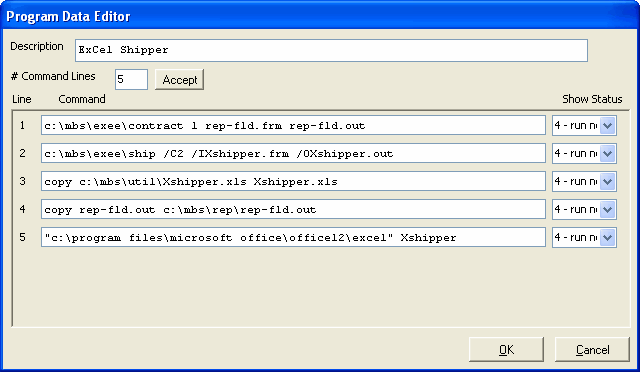 Program Data Editor
Description ExCel Shipper
# Command Lines 5 Accept
Line Command Show Status
1 c:\mbs\exee\contract 1 rep-fld.frm rep-fld.out 4 - run n
2 c:\mbs\exee\ship /C2 /IXshipper.frm /OXshipper.out 4 - run n
3 copy c:\mbs\util\Xshipper.xls Xshipper.xls 4 - run n
4 copy rep-fld.out c:\mbs\rep\rep-fld.out 4 - run n
5 "c:\program files\microsoft office\office12\excel" Xshipper 4 - run n
OK Cancel